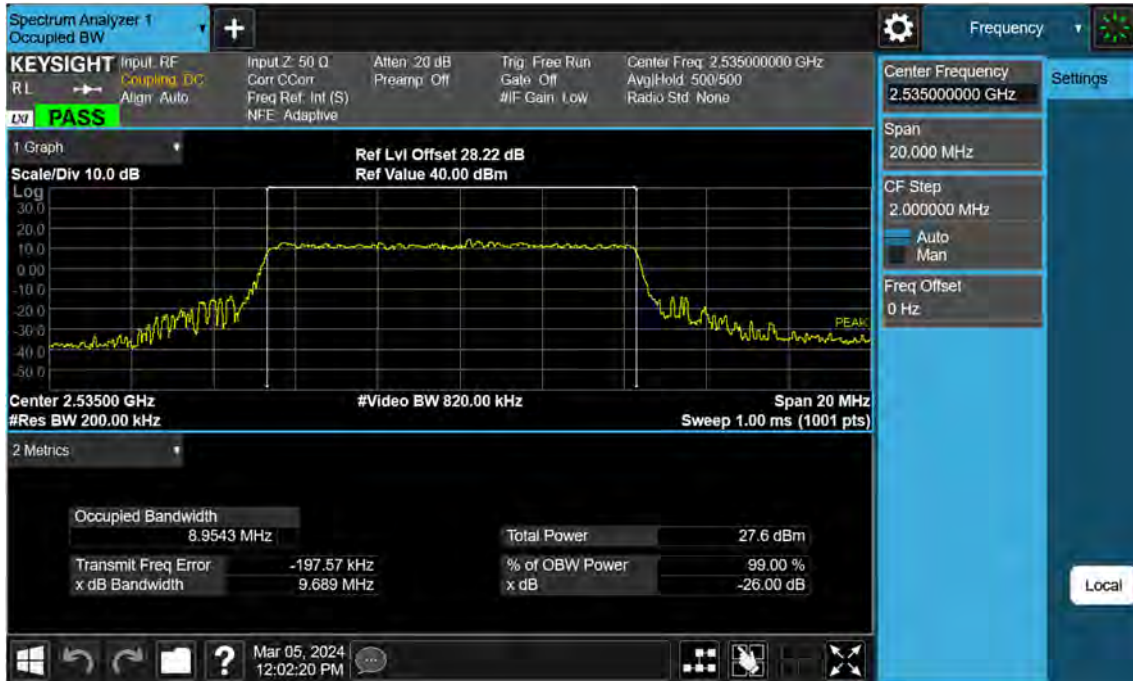 Spectrum Analyzer 1
Occupied BW
+
Frequency
KEYSIGHT
RL
LXI
PASS
Input: RF
Coupling: DC
Align: Auto
Input Z: 50 Ω
Corr CCorr
Freq Ref: Int (S)
NFE: Adaptive
Atten: 20 dB
Preamp: Off
Trig: Free Run
Gate: Off
#IF Gain: Low
Center Freq: 2.535000000 GHz
Avg|Hold: 500/500
Radio Std: None
1 Graph
Scale/Div 10.0 dB
Ref Lvl Offset 28.22 dB
Ref Value 40.00 dBm
Log
30.0
20.0
10.0
0.00
-10.0
-20.0
-30.0
-40.0
-50.0
PEAK
Center 2.53500 GHz
#Video BW 820.00 kHz
Span 20 MHz
#Res BW 200.00 kHz
Sweep 1.00 ms (1001 pts)
2 Metrics
Occupied Bandwidth
8.9543 MHz
Total Power 27.6 dBm
Transmit Freq Error -197.57 kHz
% of OBW Power 99.00 %
x dB Bandwidth 9.689 MHz
x dB -26.00 dB
?
Mar 05, 2024
12:02:20 PM
Center Frequency
2.535000000 GHz
Settings
Span
20.000 MHz
CF Step
2.000000 MHz
Auto
Man
Freq Offset
0 Hz
Local